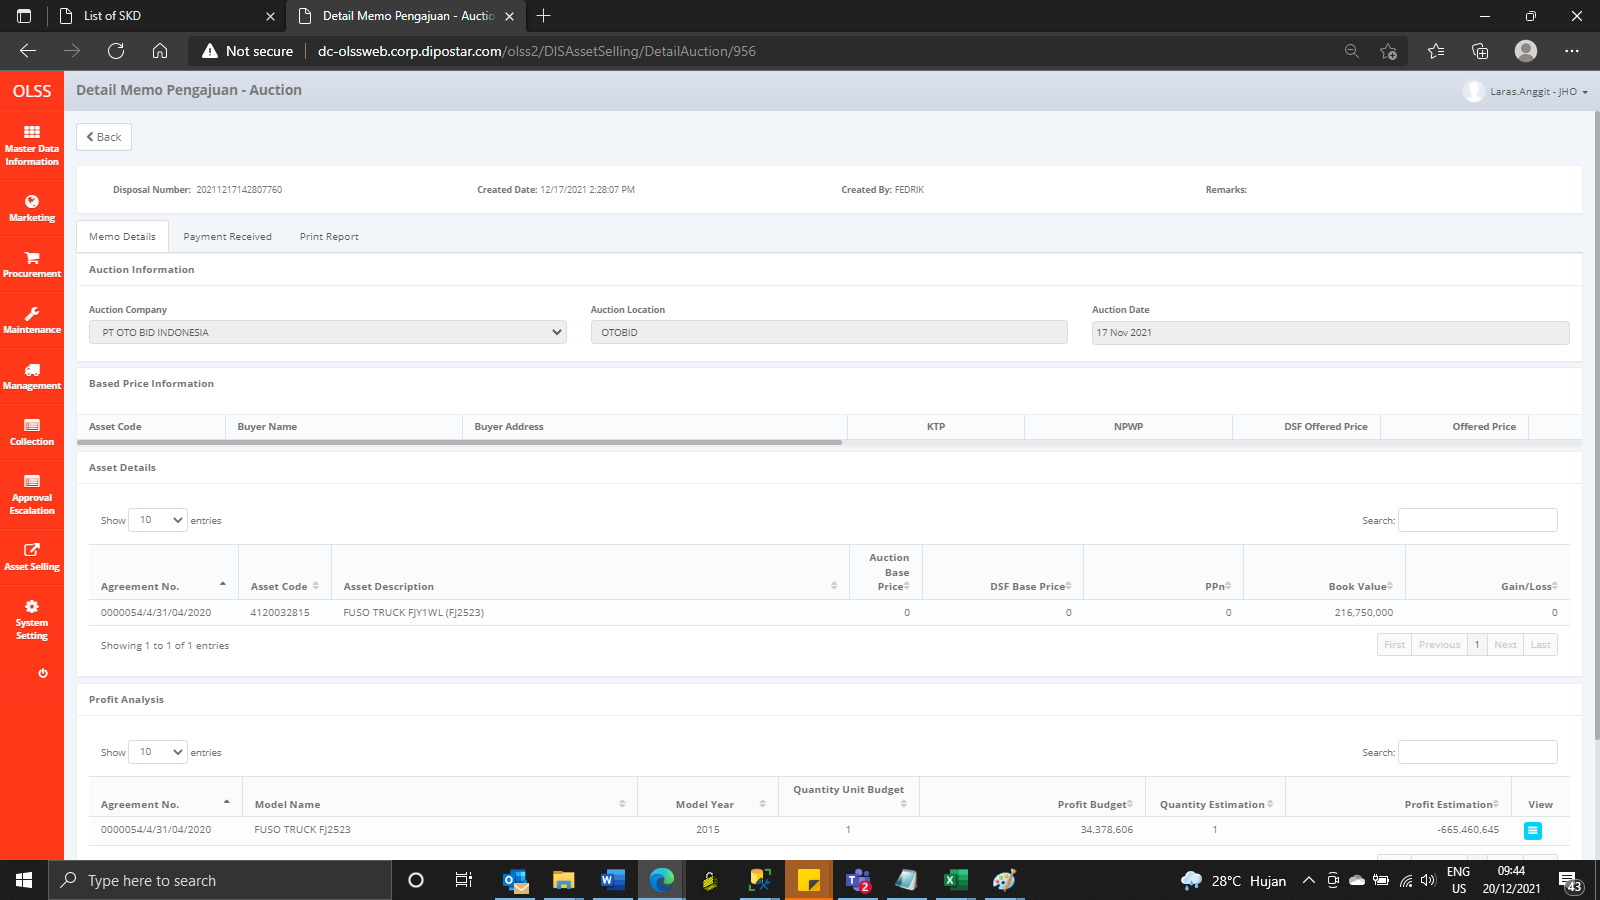 List of SKD
Detail Memo Pengajuan - Auctio
Not secure
dc-olssweb.corp.dipostar.com/olss2/DISAssetSelling/DetailAuction/956
OLSS
Detail Memo Pengajuan - Auction
Laras.Anggit - JHO
Master Data
Information
Marketing
Procurement
Maintenance
Management
Collection
Approval
Escalation
Asset Selling
System
Setting
Back
Disposal Number: 20211217142807760
Created Date: 12/17/2021 2:28:07 PM
Created By: FEDRIK
Remarks:
Memo Details
Payment Received
Print Report
Auction Information
Auction Company
Auction Location
Auction Date
PT OTO BID INDONESIA
OTOBID
17 Nov 2021
Based Price Information
Asset Code Buyer Name Buyer Address KTP NPWP DSF Offered Price Offered Price
Asset Details
Show 10 entries
Search:
Agreement No. Asset Code Asset Description Auction Base Price DSF Base Price PPn Book Value Gain/Loss
0000054/4/31/04/2020 4120032815 FUSO TRUCK FJY1WL (FJ2523) 0 0 0 216,750,000 0
Showing 1 to 1 of 1 entries
First Previous 1 Next Last
Profit Analysis
Show 10 entries
Search:
Agreement No. Model Name Model Year Quantity Unit Budget Profit Budget Quantity Estimation Profit Estimation View
0000054/4/31/04/2020 FUSO TRUCK FJ2523 2015 1 34,378,606 1 -665,460,645
Type here to search
2
28°C Hujan
ENG
US
09:44
20/12/2021
43